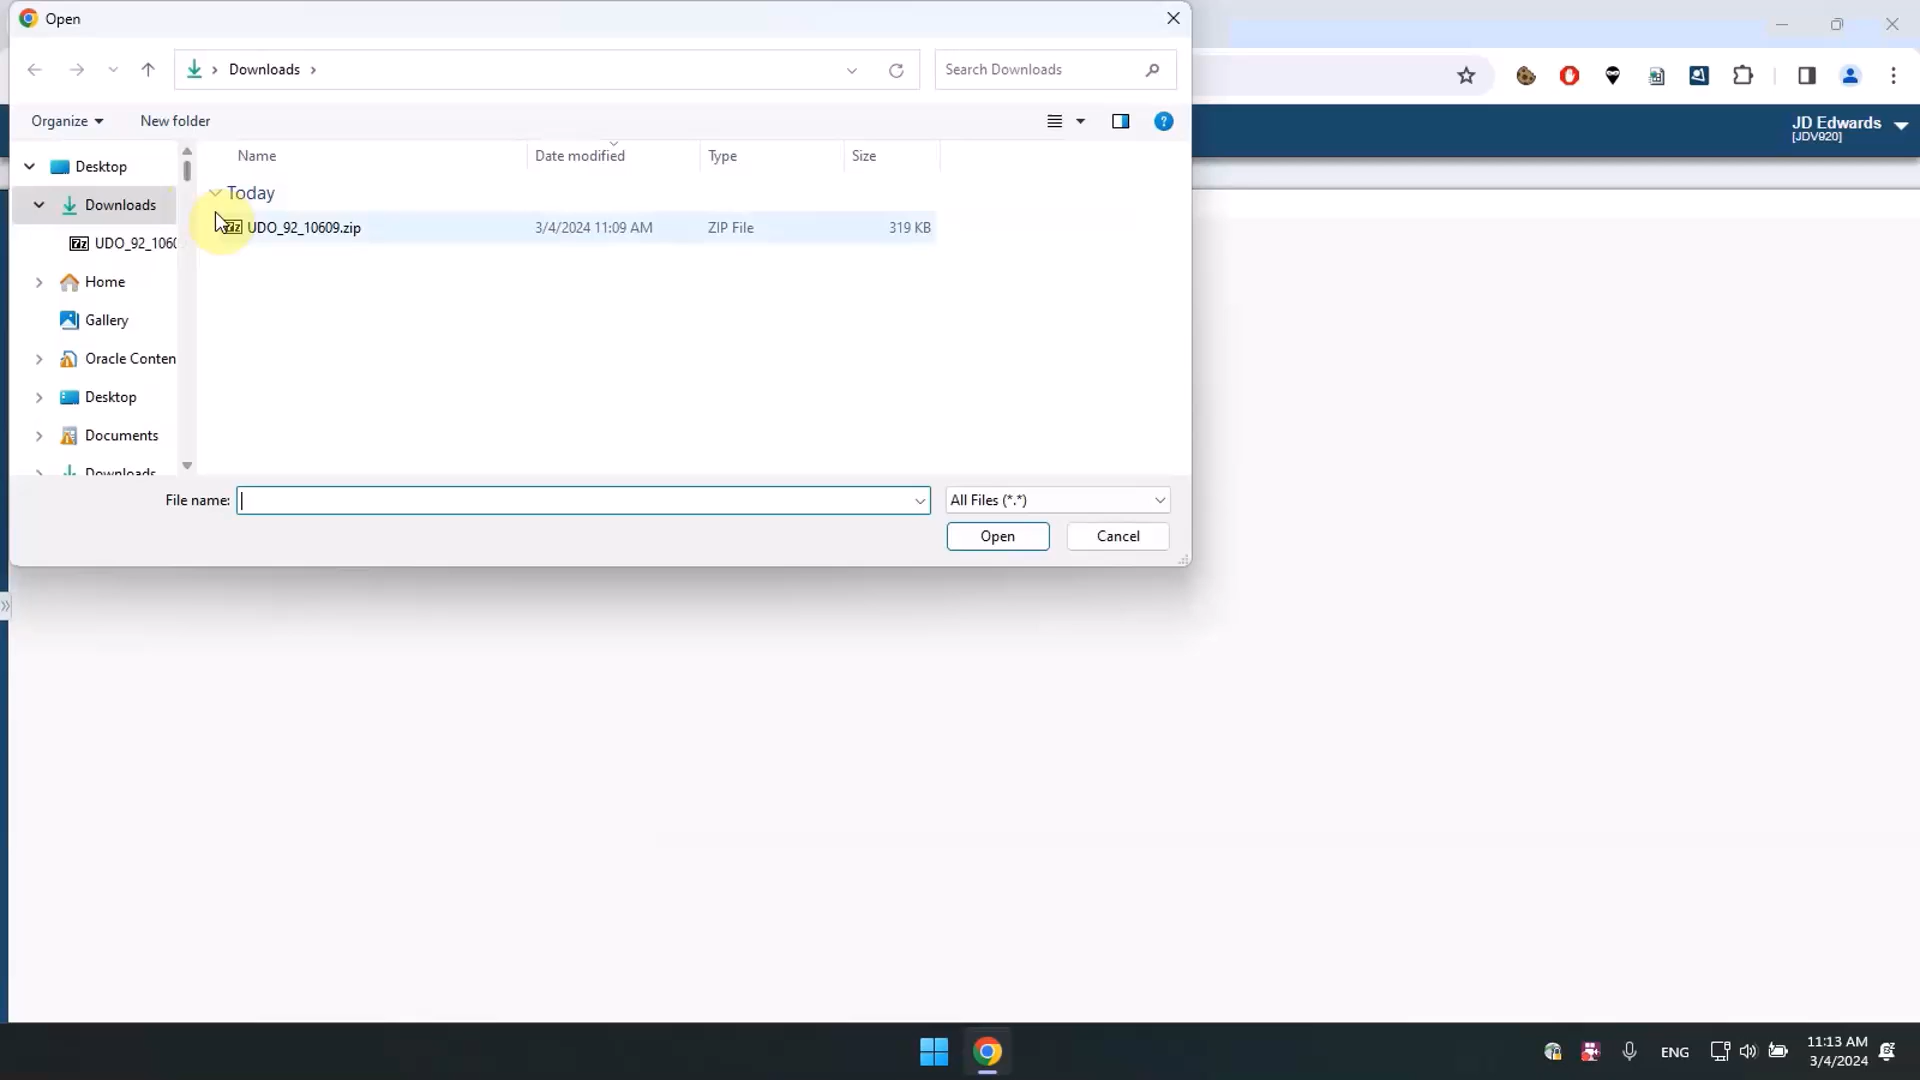 Open
Downloads
Search Downloads
Organize
New folder
?
JD Edwards
[JDV920]
Name
Date modified
Type
Size
Desktop
Today
Downloads
UDO_92_10609.zip
3/4/2024 11:09 AM
ZIP File
319 KB
UDO_92_1060
Home
Gallery
Oracle Conten
Desktop
Documents
Downloads
File name:
All Files (*.*)
Open
Cancel
ENG
11:13 AM
3/4/2024